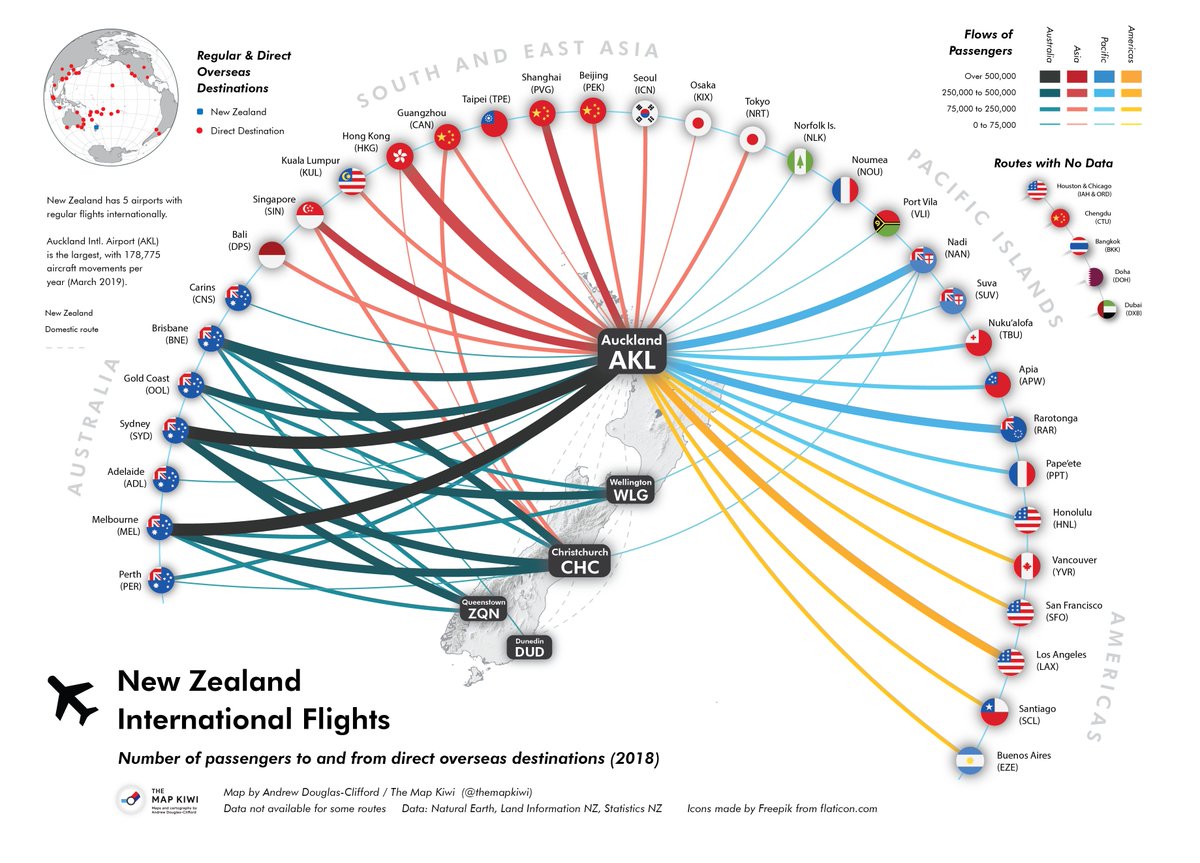 Regular & Direct
Overseas
Destinations
New Zealand
Direct Destination
New Zealand has 5 airports with
regular flights internationally.
Auckland Intl. Airport (AKL)
is the largest, with 178,775
aircraft movements per
year (March 2019).
New Zealand
Domestic route
SOUTH AND EAST ASIA
Flows of
Passengers
Australia
Asia
Pacific
Americas
Over 500,000
250,000 to 500,000
75,000 to 250,000
0 to 75,000
Routes with No Data
Houston & Chicago
(IAH & ORD)
Chengdu
(CTU)
Bangkok
(BKK)
Doha
(DOH)
Dubai
(DXB)
PACIFIC ISLANDS
AMERICAS
AUSTRALIA
Perth
(PER)
Melbourne
(MEL)
Adelaide
(ADL)
Sydney
(SYD)
Gold Coast
(OOL)
Brisbane
(BNE)
Carins
(CNS)
Bali
(DPS)
Singapore
(SIN)
Kuala Lumpur
(KUL)
Hong Kong
(HKG)
Guangzhou
(CAN)
Taipei (TPE)
Shanghai
(PVG)
Beijing
(PEK)
Seoul
(ICN)
Osaka
(KIX)
Tokyo
(NRT)
Norfolk Is.
(NLK)
Noumea
(NOU)
Port Vila
(VLI)
Nadi
(NAN)
Suva
(SUV)
Nuku'alofa
(TBU)
Apia
(APW)
Rarotonga
(RAR)
Pape'ete
(PPT)
Honolulu
(HNL)
Vancouver
(YVR)
San Francisco
(SFO)
Los Angeles
(LAX)
Santiago
(SCL)
Buenos Aires
(EZE)
Auckland
AKL
Wellington
WLG
Christchurch
CHC
Queenstown
ZQN
Dunedin
DUD
New Zealand
International Flights
Number of passengers to and from direct overseas destinations (2018)
THE
MAP KIWI
Maps and cartography by
Andrew Douglas-Clifford
Map by Andrew Douglas-Clifford / The Map Kiwi (@themapkiwi)
Data not available for some routes Data: Natural Earth, Land Information NZ, Statistics NZ Icons made by Freepik from flaticon.com